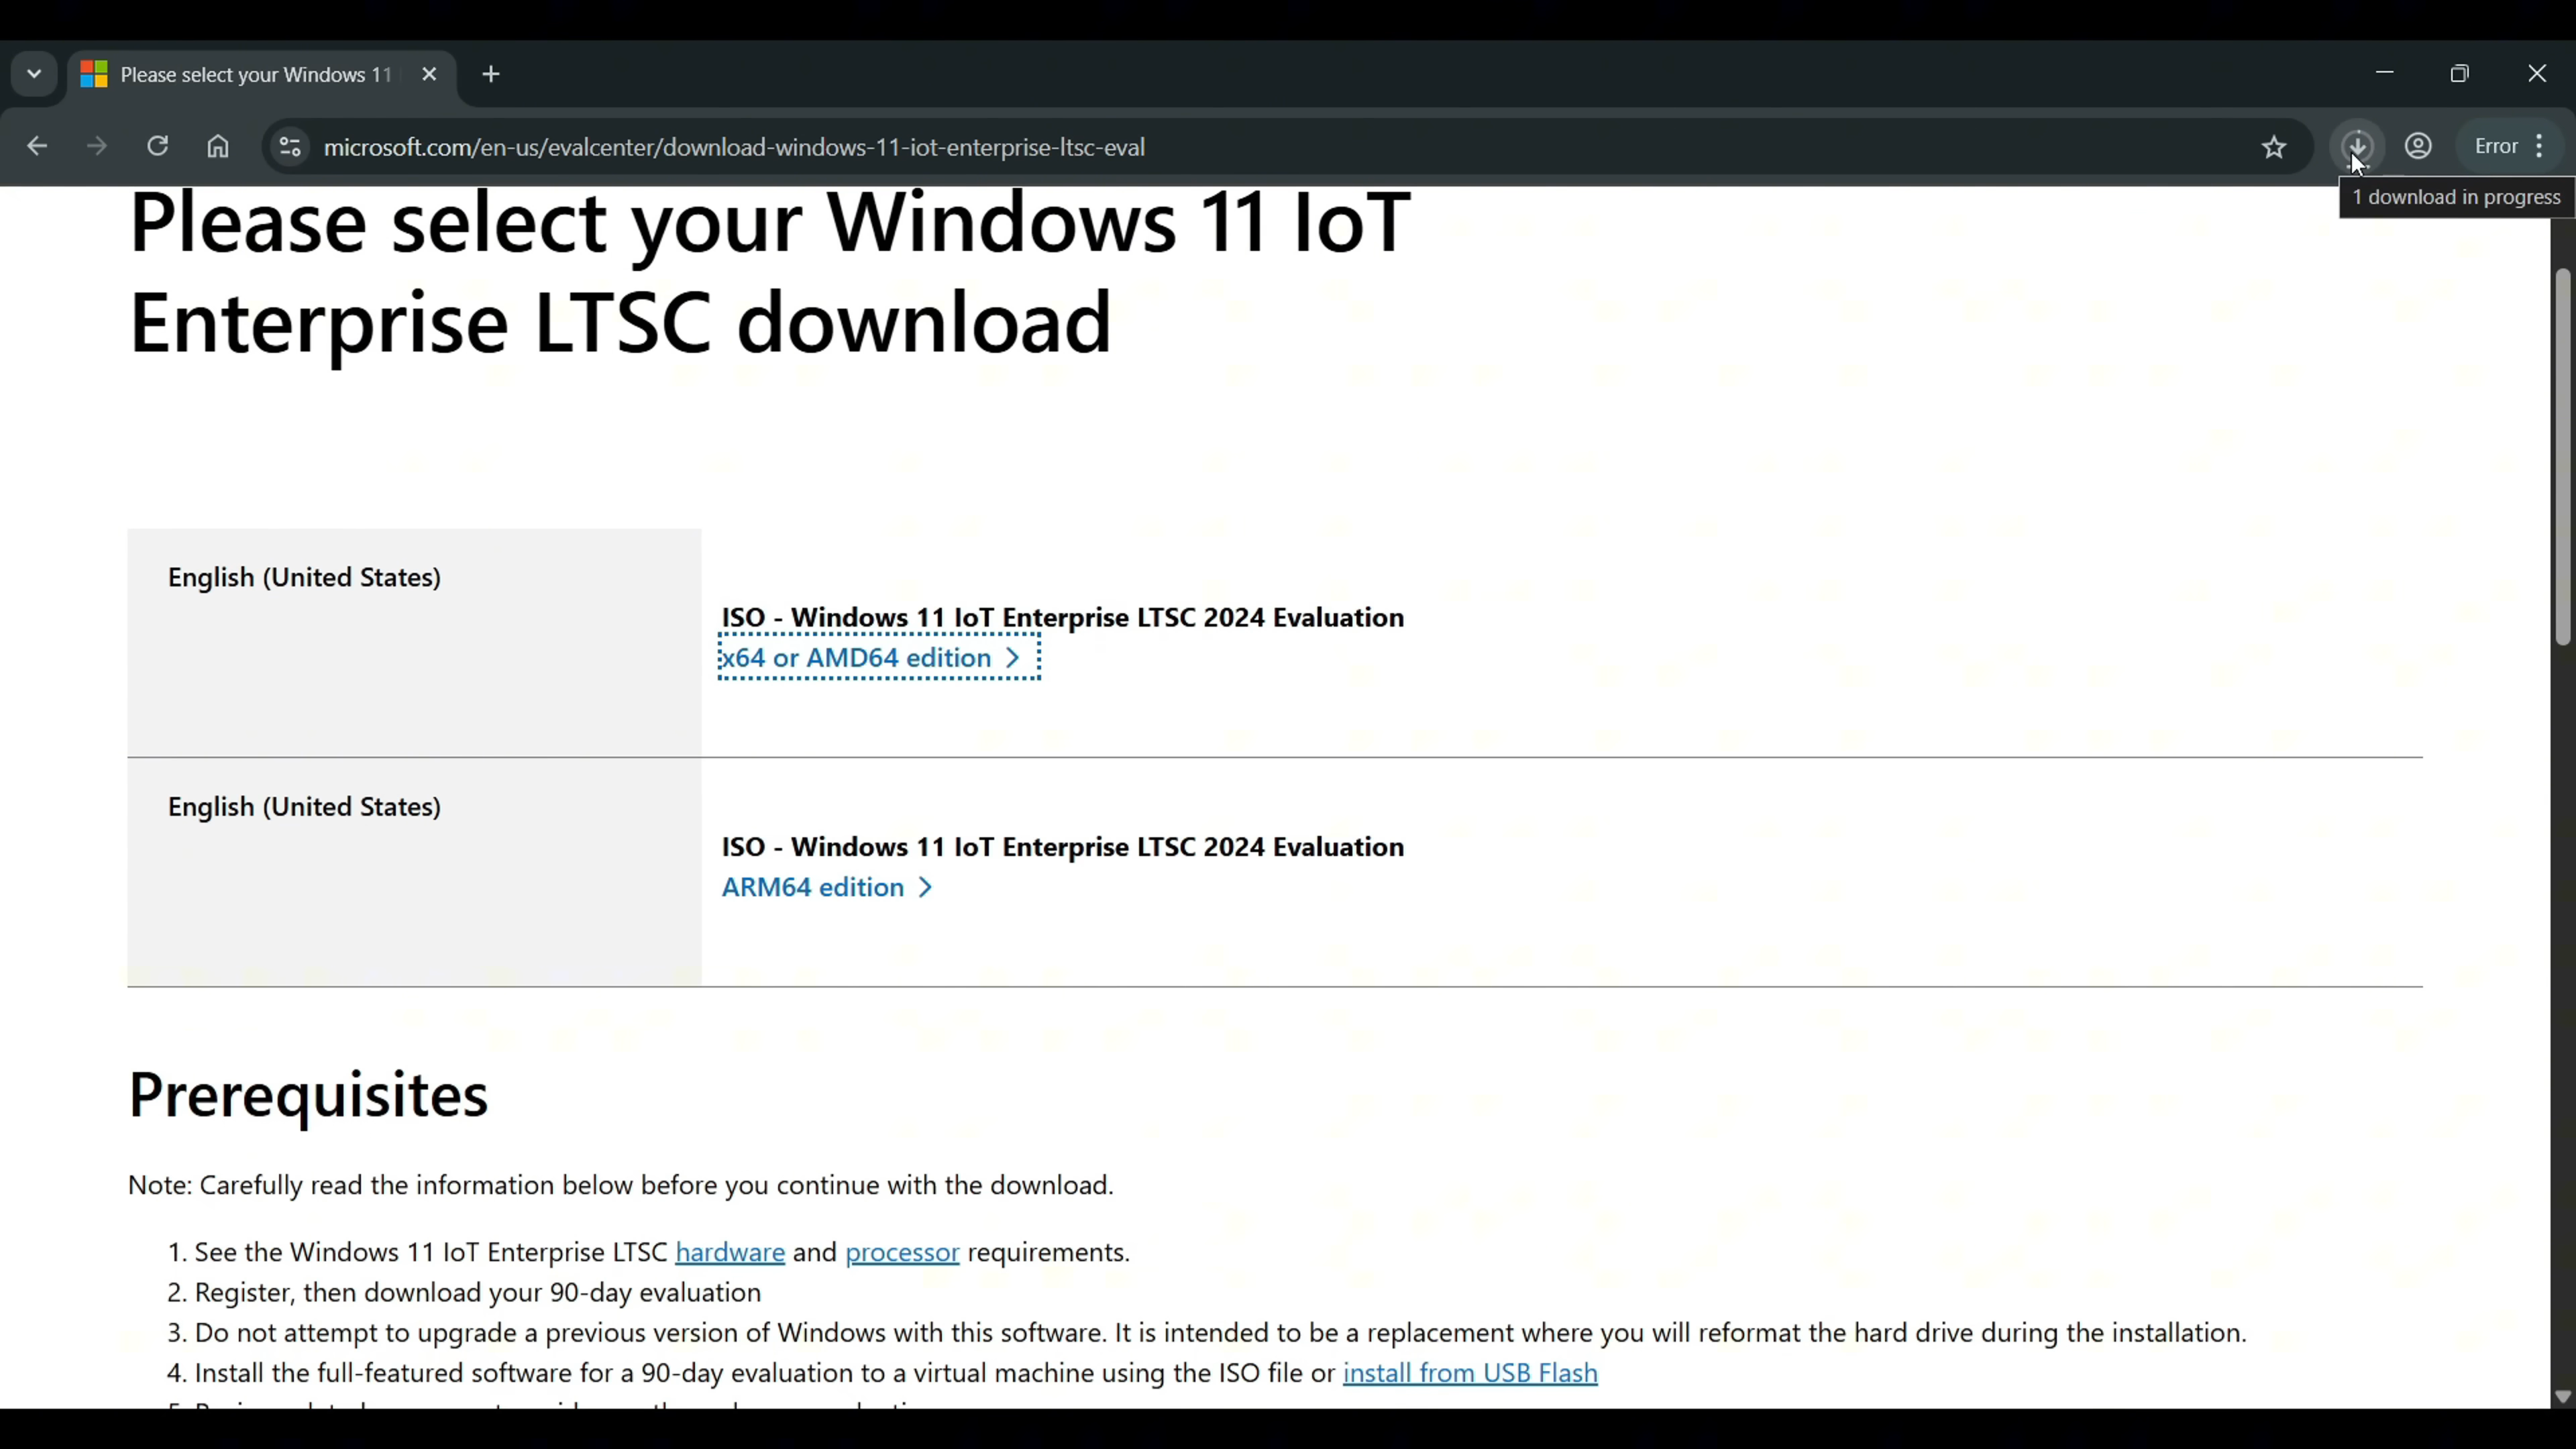 Please select your Windows 11
microsoft.com/en-us/evalcenter/download-windows-11-iot-enterprise-ltsc-eval
Error
1 download in progress
Please select your Windows 11 IoT
Enterprise LTSC download
English (United States)
ISO - Windows 11 IoT Enterprise LTSC 2024 Evaluation
x64 or AMD64 edition >
English (United States)
ISO - Windows 11 IoT Enterprise LTSC 2024 Evaluation
ARM64 edition >
Prerequisites
Note: Carefully read the information below before you continue with the download.
1. See the Windows 11 IoT Enterprise LTSC hardware and processor requirements.
2. Register, then download your 90-day evaluation
3. Do not attempt to upgrade a previous version of Windows with this software. It is intended to be a replacement where you will reformat the hard drive during the installation.
4. Install the full-featured software for a 90-day evaluation to a virtual machine using the ISO file or install from USB Flash